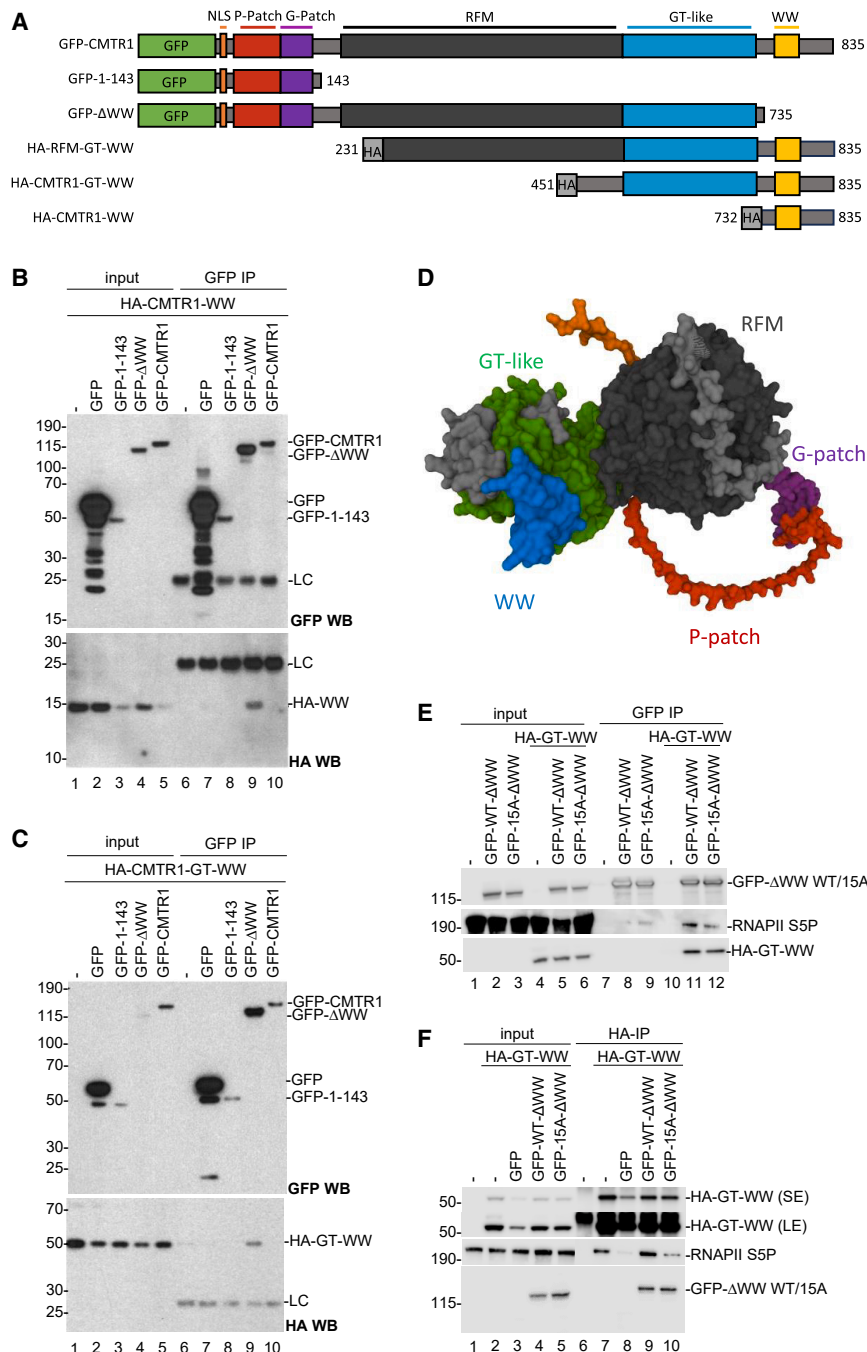 A
NLS P-Patch G-Patch RFM GT-like WW
GFP-CMTR1 GFP 835
GFP-1-143 GFP 143
GFP-ΔWW GFP 735
HA-RFM-GT-WW 231 HA 835
HA-CMTR1-GT-WW 451 HA 835
HA-CMTR1-WW 732 HA 835
B
input GFP IP
HA-CMTR1-WW
- GFP GFP-1-143 GFP-ΔWW GFP-CMTR1 - GFP GFP-1-143 GFP-ΔWW GFP-CMTR1
190-
115-
100-
70-
50-
30-
25-
15-
-GFP-CMTR1
-GFP-ΔWW
-GFP
-GFP-1-143
-LC
GFP WB
30-
25-
15-
10-
-LC
-HA-WW
HA WB
1 2 3 4 5 6 7 8 9 10
C
input GFP IP
HA-CMTR1-GT-WW
- GFP GFP-1-143 GFP-ΔWW GFP-CMTR1 - GFP GFP-1-143 GFP-ΔWW GFP-CMTR1
190-
115-
70-
50-
30-
25-
-GFP-CMTR1
-GFP-ΔWW
-GFP
-GFP-1-143
GFP WB
70-
50-
30-
25-
-HA-GT-WW
-LC
HA WB
1 2 3 4 5 6 7 8 9 10
D
RFM
GT-like
G-patch
WW
P-patch
E
input GFP IP
HA-GT-WW HA-GT-WW
- GFP-WT-ΔWW GFP-15A-ΔWW - GFP-WT-ΔWW GFP-15A-ΔWW - GFP-WT-ΔWW GFP-15A-ΔWW - GFP-WT-ΔWW GFP-15A-ΔWW
115- -GFP-ΔWW WT/15A
190- -RNAPII S5P
50- -HA-GT-WW
1 2 3 4 5 6 7 8 9 10 11 12
F
input HA-IP
HA-GT-WW HA-GT-WW
- - GFP GFP-WT-ΔWW GFP-15A-ΔWW - - GFP GFP-WT-ΔWW GFP-15A-ΔWW
50- -HA-GT-WW (SE)
50- -HA-GT-WW (LE)
190- -RNAPII S5P
115- -GFP-ΔWW WT/15A
1 2 3 4 5 6 7 8 9 10